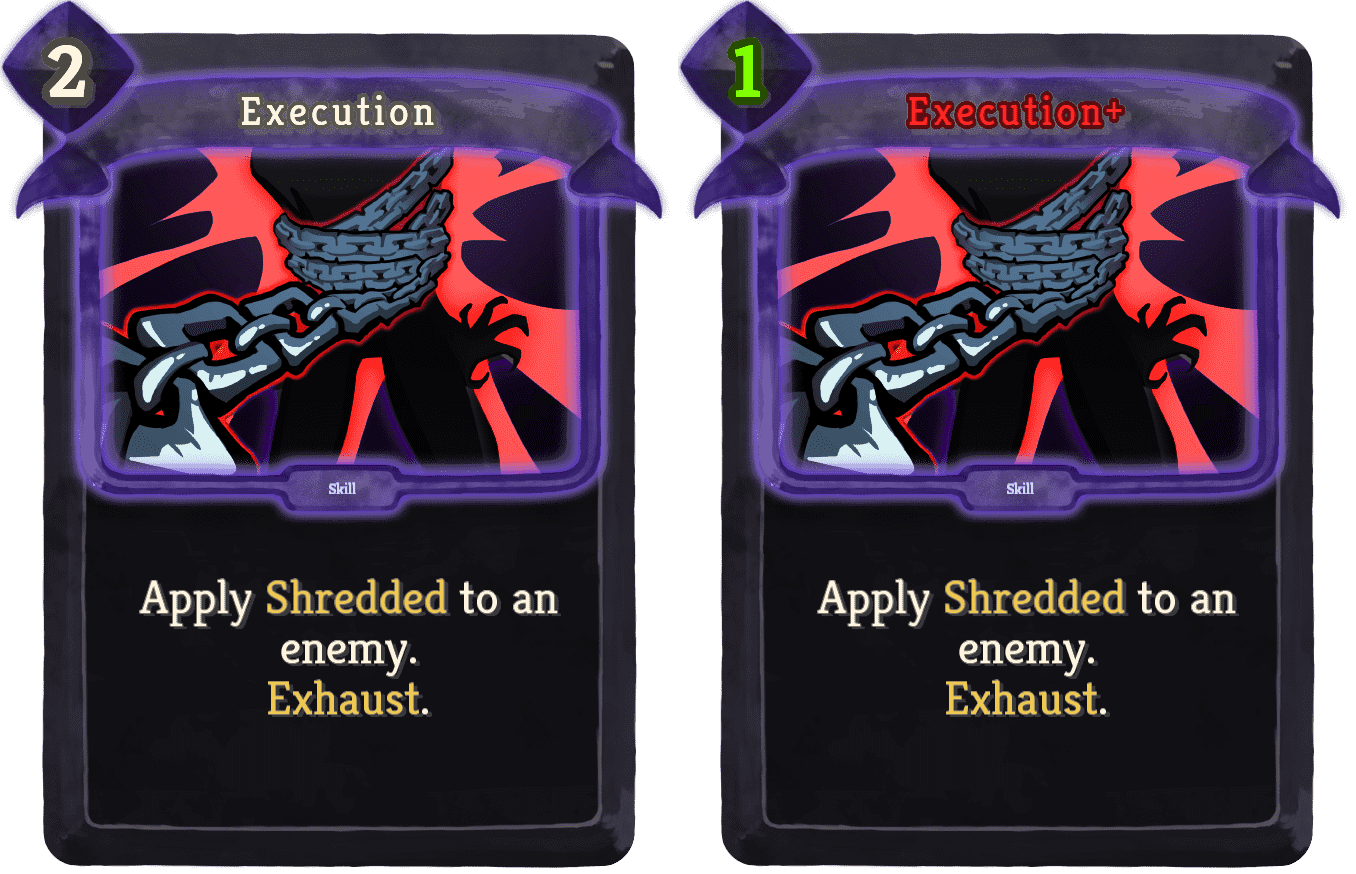 2
Execution
Skill
Apply Shredded to an
enemy.
Exhaust.
1
Execution+
Skill
Apply Shredded to an
enemy.
Exhaust.